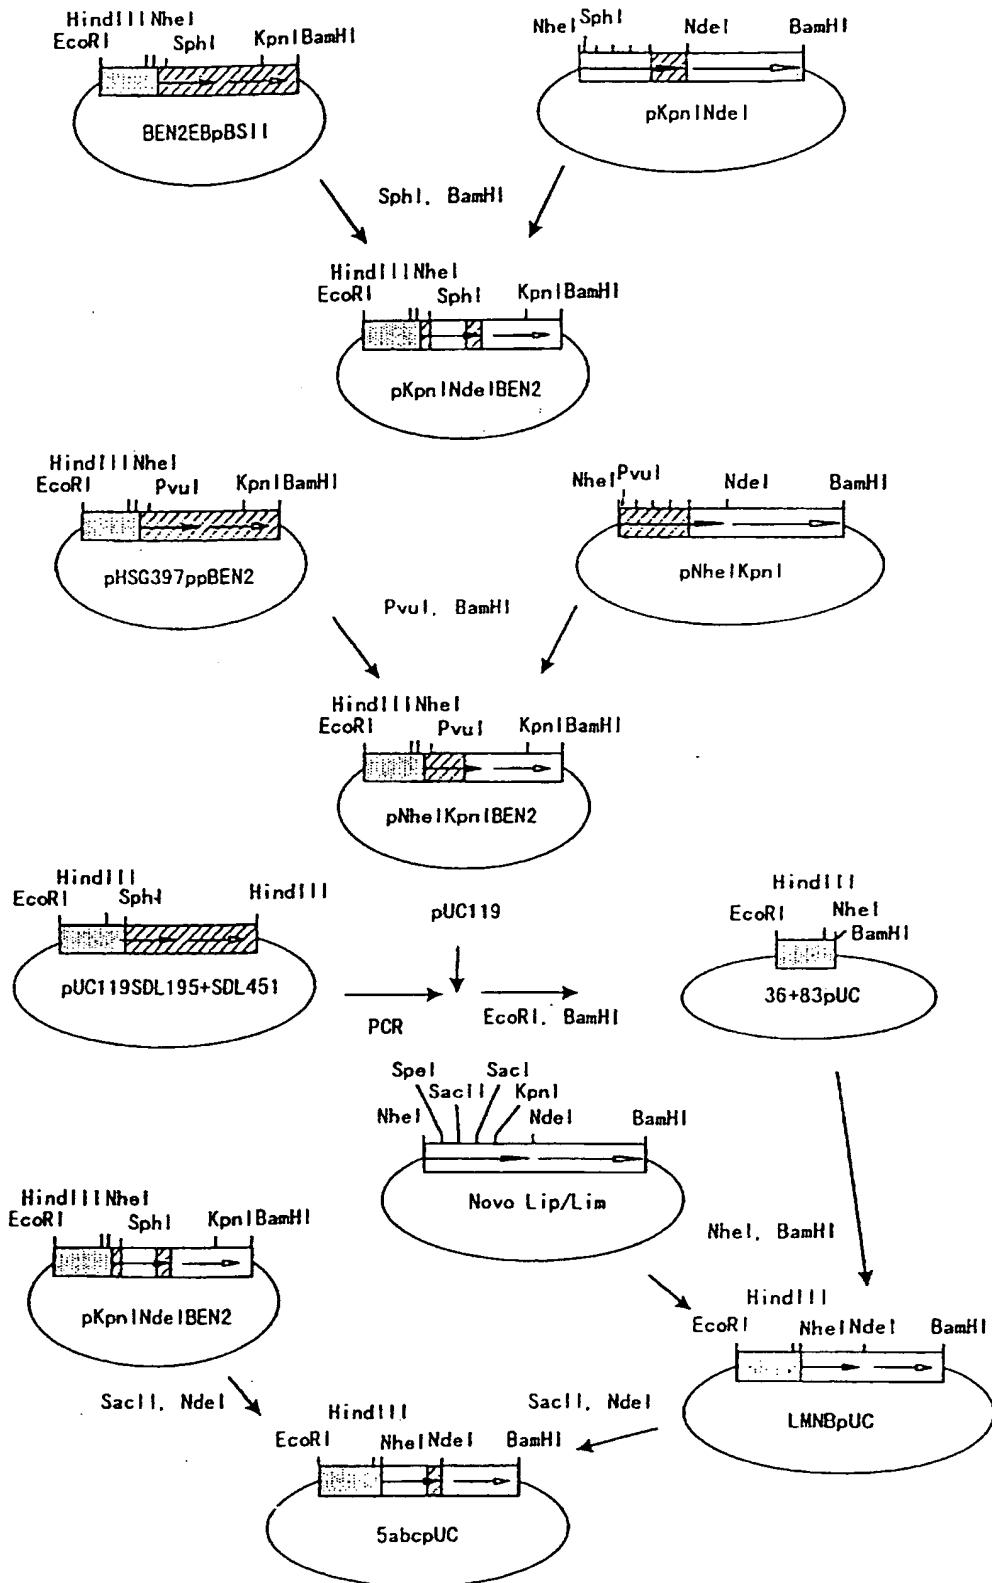 HindIII NheI
EcoRI SphI KpnI BamHI
BEN2EBpBSII
NheI SphI NdeI BamHI
pKpnINdeI
SphI, BamHI
HindIII NheI
EcoRI SphI KpnI BamHI
pKpnINdeIBEN2
HindIII NheI
EcoRI PvuI KpnI BamHI
pHSG397ppBEN2
NheI PvuI NdeI BamHI
pNheIKpnI
PvuI, BamHI
HindIII NheI
EcoRI PvuI KpnI BamHI
pNheIKpnIBEN2
HindIII
EcoRI SphI HindIII
pUC119SDL195+SDL451
pUC119
PCR
EcoRI, BamHI
HindIII
EcoRI NheI
BamHI
36+83pUC
SpeI SacI
SacII KpnI
NheI NdeI BamHI
Novo Lip/Lim
NheI, BamHI
HindIII NheI
EcoRI SphI KpnI BamHI
pKpnINdeIBEN2
HindIII
EcoRI NheI NdeI BamHI
LMNBpUC
SacII, NdeI
SacII, NdeI
HindIII
EcoRI NheI NdeI BamHI
5abcpUC